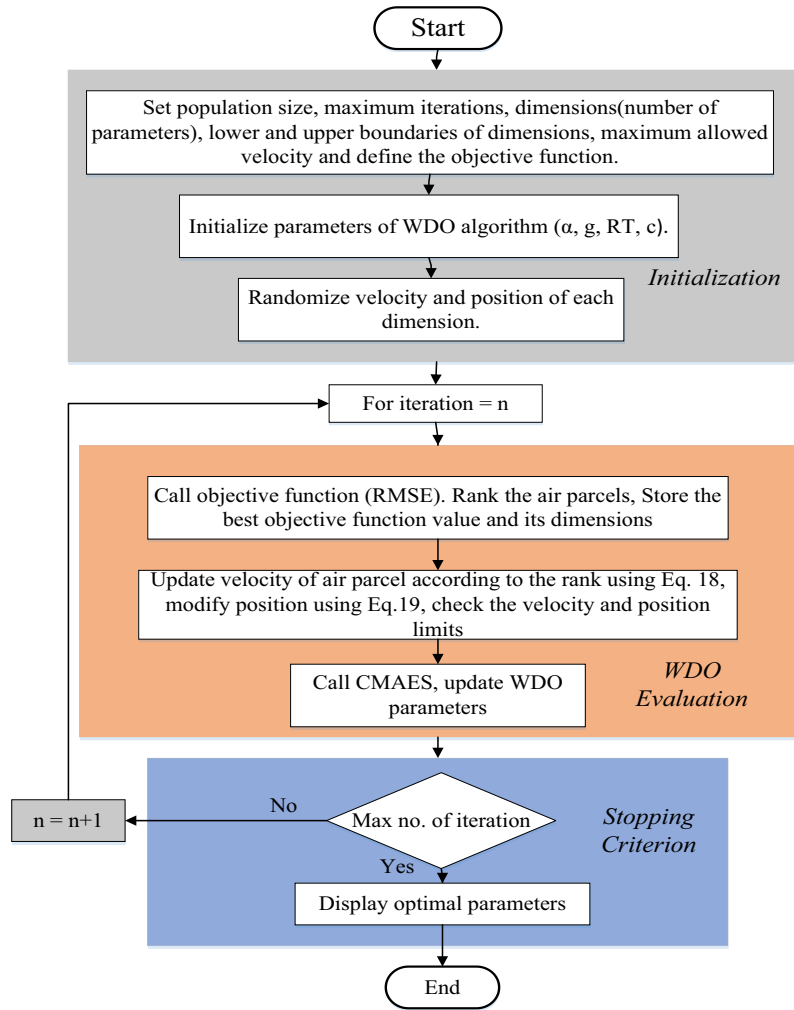 Start
Set population size, maximum iterations, dimensions(number of
parameters), lower and upper boundaries of dimensions, maximum allowed
velocity and define the objective function.
Initialize parameters of WDO algorithm (α, g, RT, c).
Initialization
Randomize velocity and position of each
dimension.
For iteration = n
Call objective function (RMSE). Rank the air parcels, Store the
best objective function value and its dimensions
Update velocity of air parcel according to the rank using Eq. 18,
modify position using Eq.19, check the velocity and position
limits
Call CMAES, update WDO
parameters
WDO
Evaluation
Max no. of iteration
No
n = n+1
Stopping
Criterion
Yes
Display optimal parameters
End